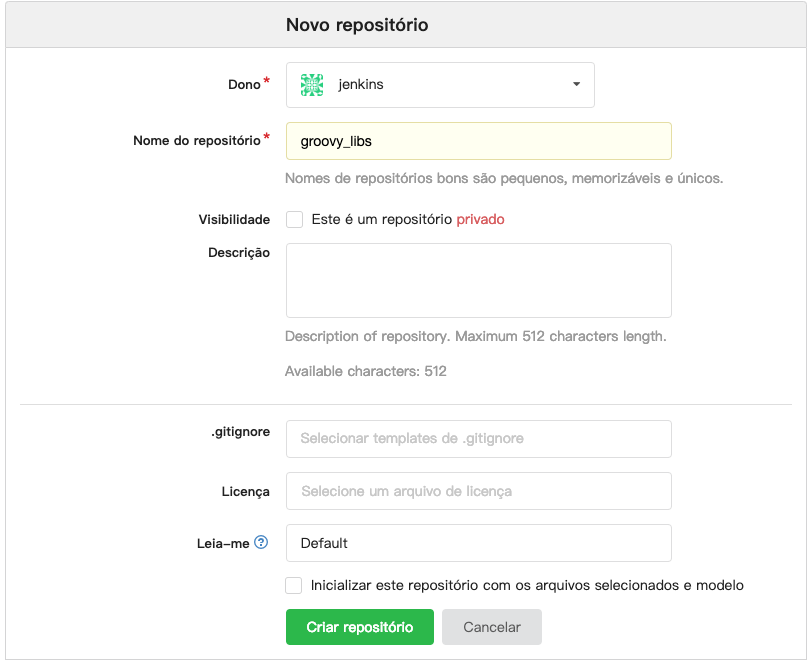 Novo repositório
Dono*
jenkins
Nome do repositório*
groovy_libs
Nomes de repositórios bons são pequenos, memorizáveis e únicos.
Visibilidade
Este é um repositório privado
Descrição
Description of repository. Maximum 512 characters length.
Available characters: 512
.gitignore
Selecionar templates de .gitignore
Licença
Selecione um arquivo de licença
Leia-me ?
Default
Inicializar este repositório com os arquivos selecionados e modelo
Criar repositório
Cancelar